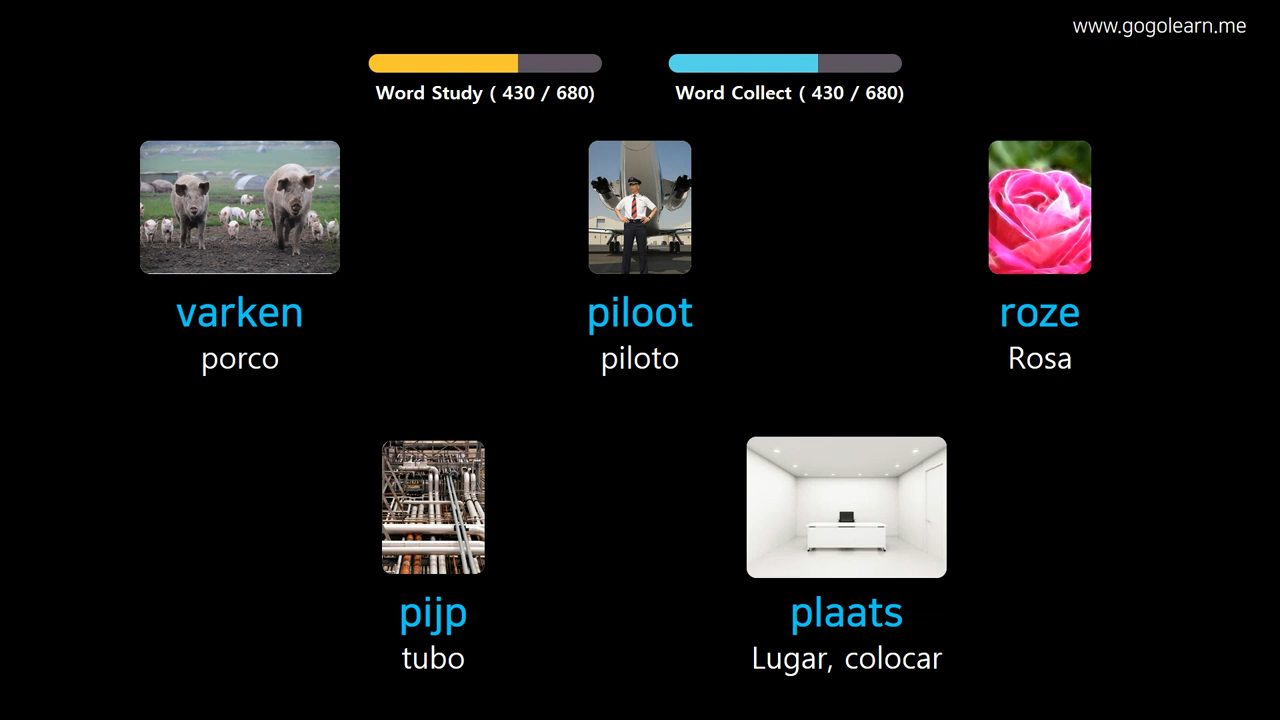 www.gogolearn.me
Word Study ( 430 / 680)
Word Collect ( 430 / 680)
varken
porco
piloot
piloto
roze
Rosa
pijp
tubo
plaats
Lugar, colocar